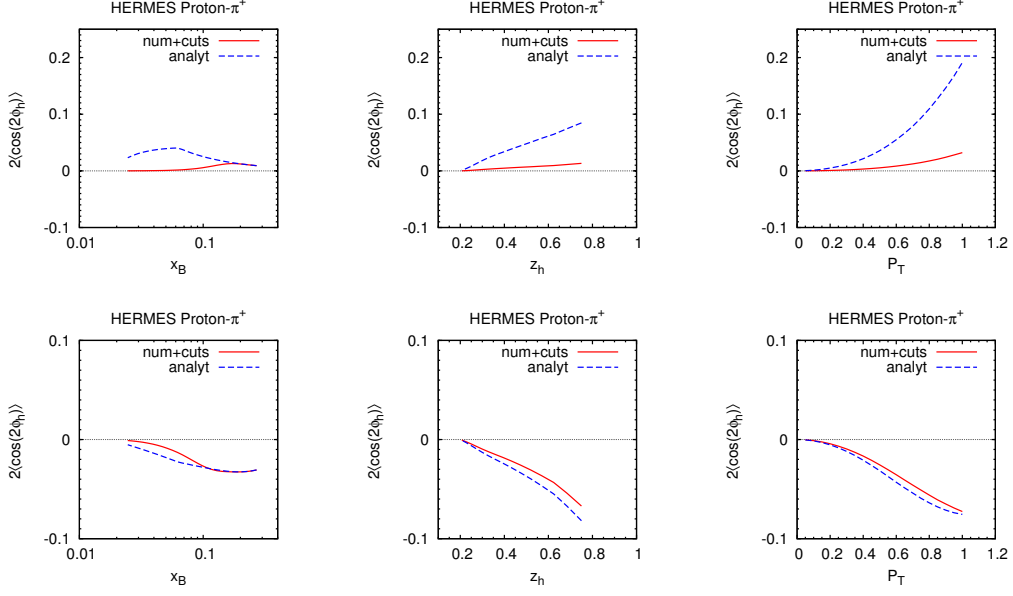 HERMES Proton-π+
num+cuts
analyt
0.2
0.1
0
-0.1
2⟨cos(2ϕh)⟩
0.01
0.1
xB
HERMES Proton-π+
num+cuts
analyt
0.2
0.1
0
-0.1
2⟨cos(2ϕh)⟩
0.2
0.4
0.6
0.8
1
zh
HERMES Proton-π+
num+cuts
analyt
0.2
0.1
0
-0.1
2⟨cos(2ϕh)⟩
0
0.2
0.4
0.6
0.8
1
1.2
PT
HERMES Proton-π+
num+cuts
analyt
0.1
0
-0.1
2⟨cos(2ϕh)⟩
0.01
0.1
xB
HERMES Proton-π+
num+cuts
analyt
0.1
0
-0.1
2⟨cos(2ϕh)⟩
0.2
0.4
0.6
0.8
1
zh
HERMES Proton-π+
num+cuts
analyt
0.1
0
-0.1
2⟨cos(2ϕh)⟩
0
0.2
0.4
0.6
0.8
1
1.2
PT